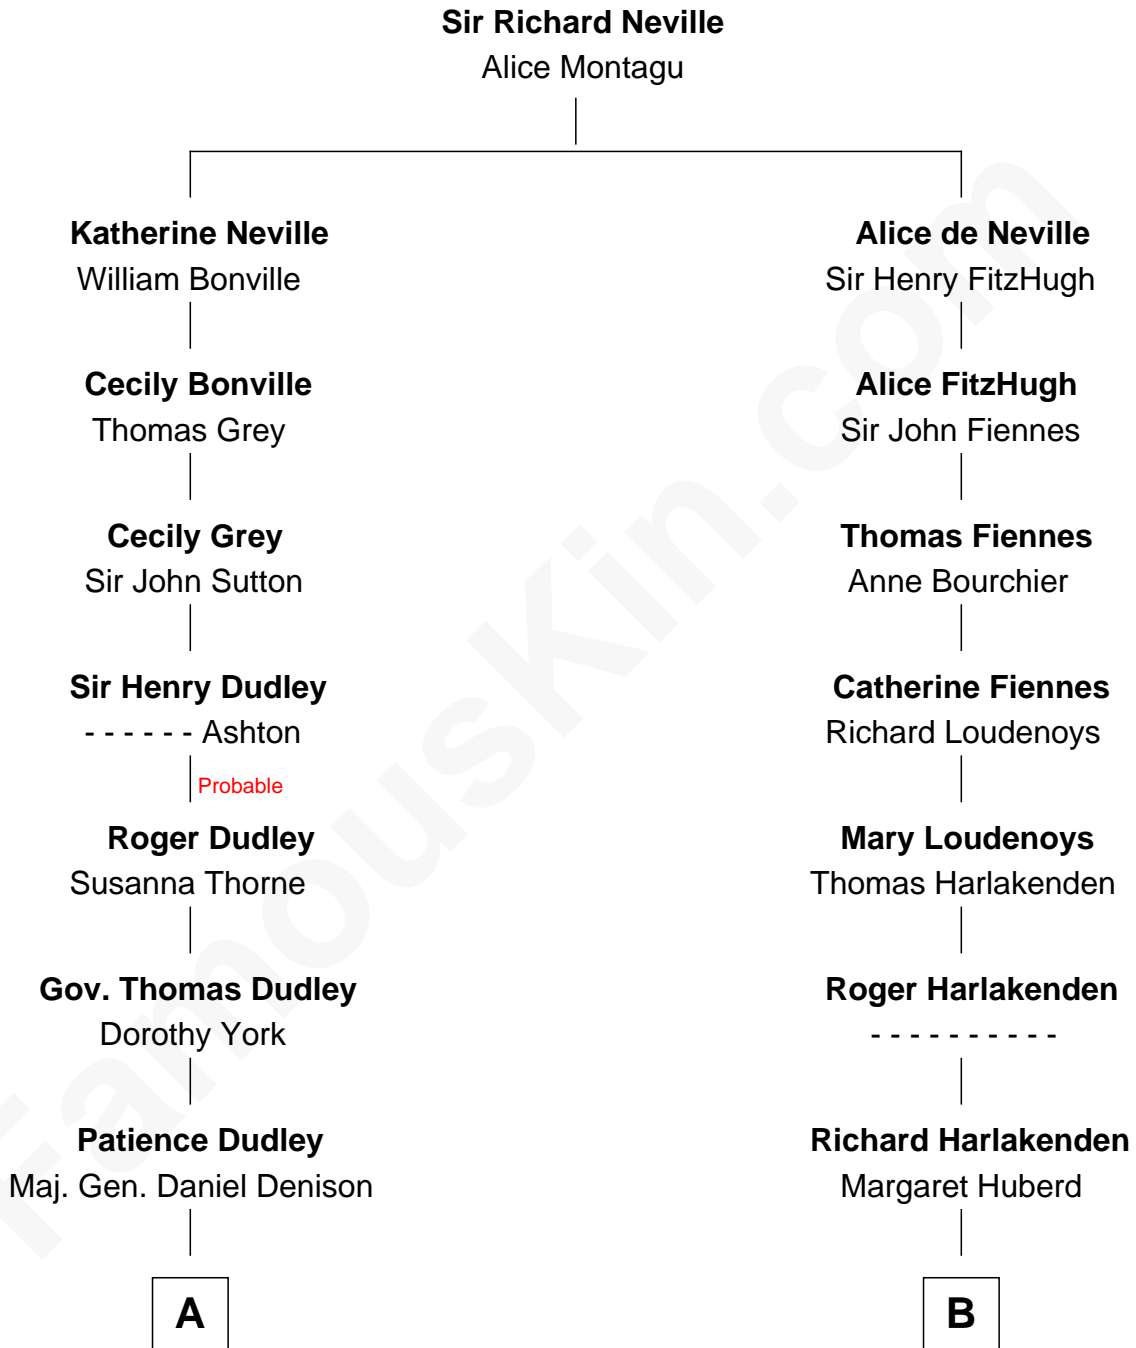 Sir Richard Neville
Alice Montagu
Katherine Neville
William Bonville
Alice de Neville
Sir Henry FitzHugh
Cecily Bonville
Thomas Grey
Alice FitzHugh
Sir John Fiennes
Cecily Grey
Sir John Sutton
Thomas Fiennes
Anne Bourchier
Sir Henry Dudley
- - - - - - Ashton
Probable
Catherine Fiennes
Richard Loudenoys
Roger Dudley
Susanna Thorne
Mary Loudenoys
Thomas Harlakenden
Gov. Thomas Dudley
Dorothy York
Roger Harlakenden
- - - - - - - - - -
Patience Dudley
Maj. Gen. Daniel Denison
Richard Harlakenden
Margaret Huberd
A
B
FamousKin.com